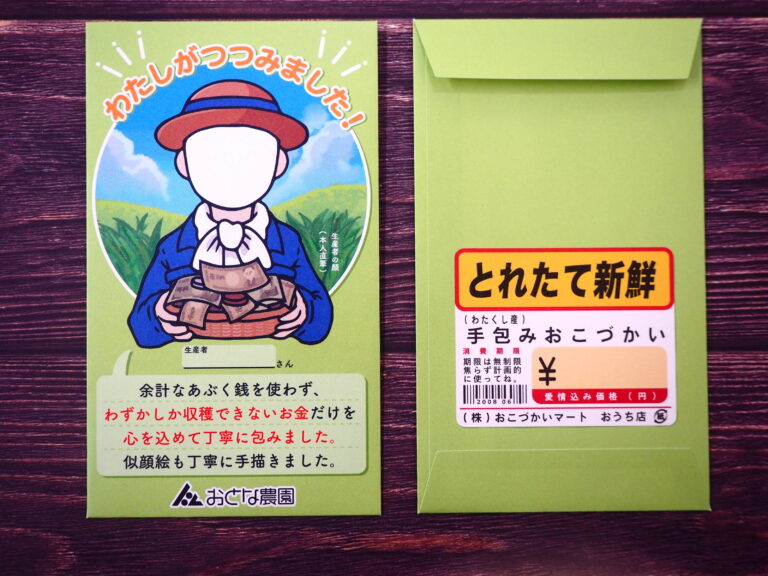 わたしがつつみました！
生産者の顔
（本人直筆）
生産者
さん
余計なあぶく銭を使わず、
わずかしか収穫できないお金だけを
心を込めて丁寧に包みました。
似顔絵も丁寧に手描きました。
おとな農園
とれたて新鮮
（わたくし産）
手包みおこづかい
消費期限
期限は無制限
焦らず計画的
に使ってね。
¥
2008 06
愛情込み価格（円）
（株）おこづかいマート おうち店